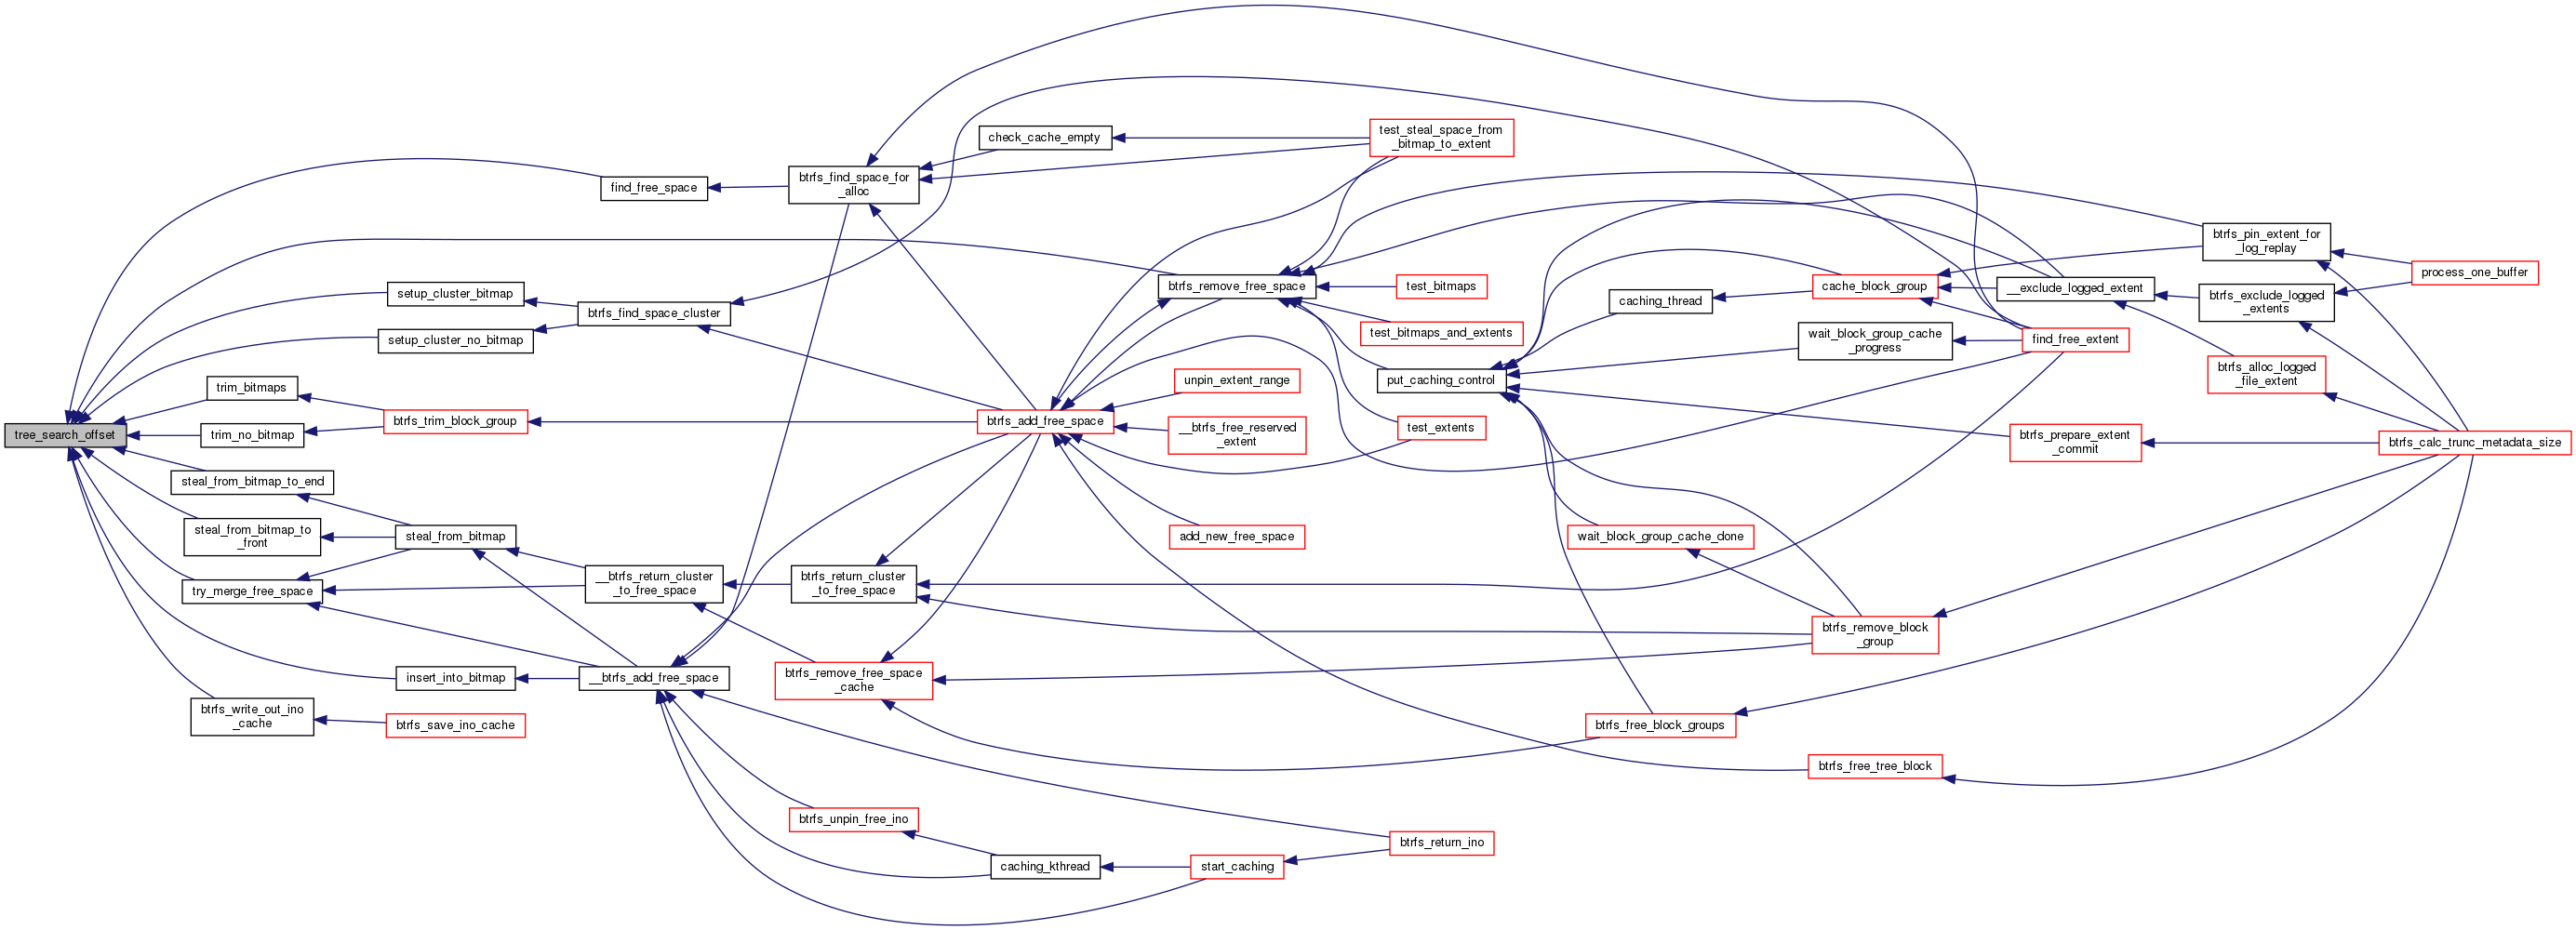 tree_search_offset
find_free_space
setup_cluster_bitmap
setup_cluster_no_bitmap
trim_bitmaps
trim_no_bitmap
btrfs_trim_block_group
steal_from_bitmap_to_end
steal_from_bitmap_to
_front
try_merge_free_space
steal_from_bitmap
insert_into_bitmap
btrfs_write_out_ino
_cache
btrfs_save_ino_cache
btrfs_find_space_cluster
__btrfs_return_cluster
_to_free_space
__btrfs_add_free_space
btrfs_find_space_for
_alloc
btrfs_return_cluster
_to_free_space
btrfs_remove_free_space
_cache
btrfs_unpin_free_ino
check_cache_empty
btrfs_add_free_space
caching_kthread
btrfs_remove_free_space
unpin_extent_range
__btrfs_free_reserved
_extent
add_new_free_space
start_caching
test_steal_space_from
_bitmap_to_extent
test_bitmaps
test_bitmaps_and_extents
put_caching_control
test_extents
btrfs_return_ino
caching_thread
wait_block_group_cache_done
btrfs_free_block_groups
cache_block_group
wait_block_group_cache
_progress
btrfs_remove_block
_group
btrfs_free_tree_block
__exclude_logged_extent
find_free_extent
btrfs_prepare_extent
_commit
btrfs_pin_extent_for
_log_replay
btrfs_exclude_logged
_extents
btrfs_alloc_logged
_file_extent
process_one_buffer
btrfs_calc_trunc_metadata_size